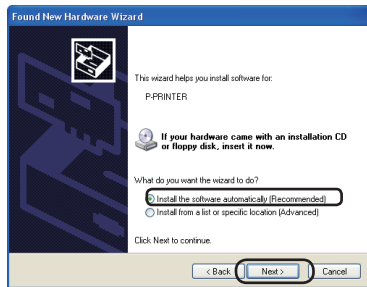 Found New Hardware Wizard
This wizard helps you install software for:
P-PRINTER
If your hardware came with an installation CD
or floppy disk, insert it now.
What do you want the wizard to do?
Install the software automatically (Recommended)
Install from a list or specific location (Advanced)
Click Next to continue.
< Back Next > Cancel